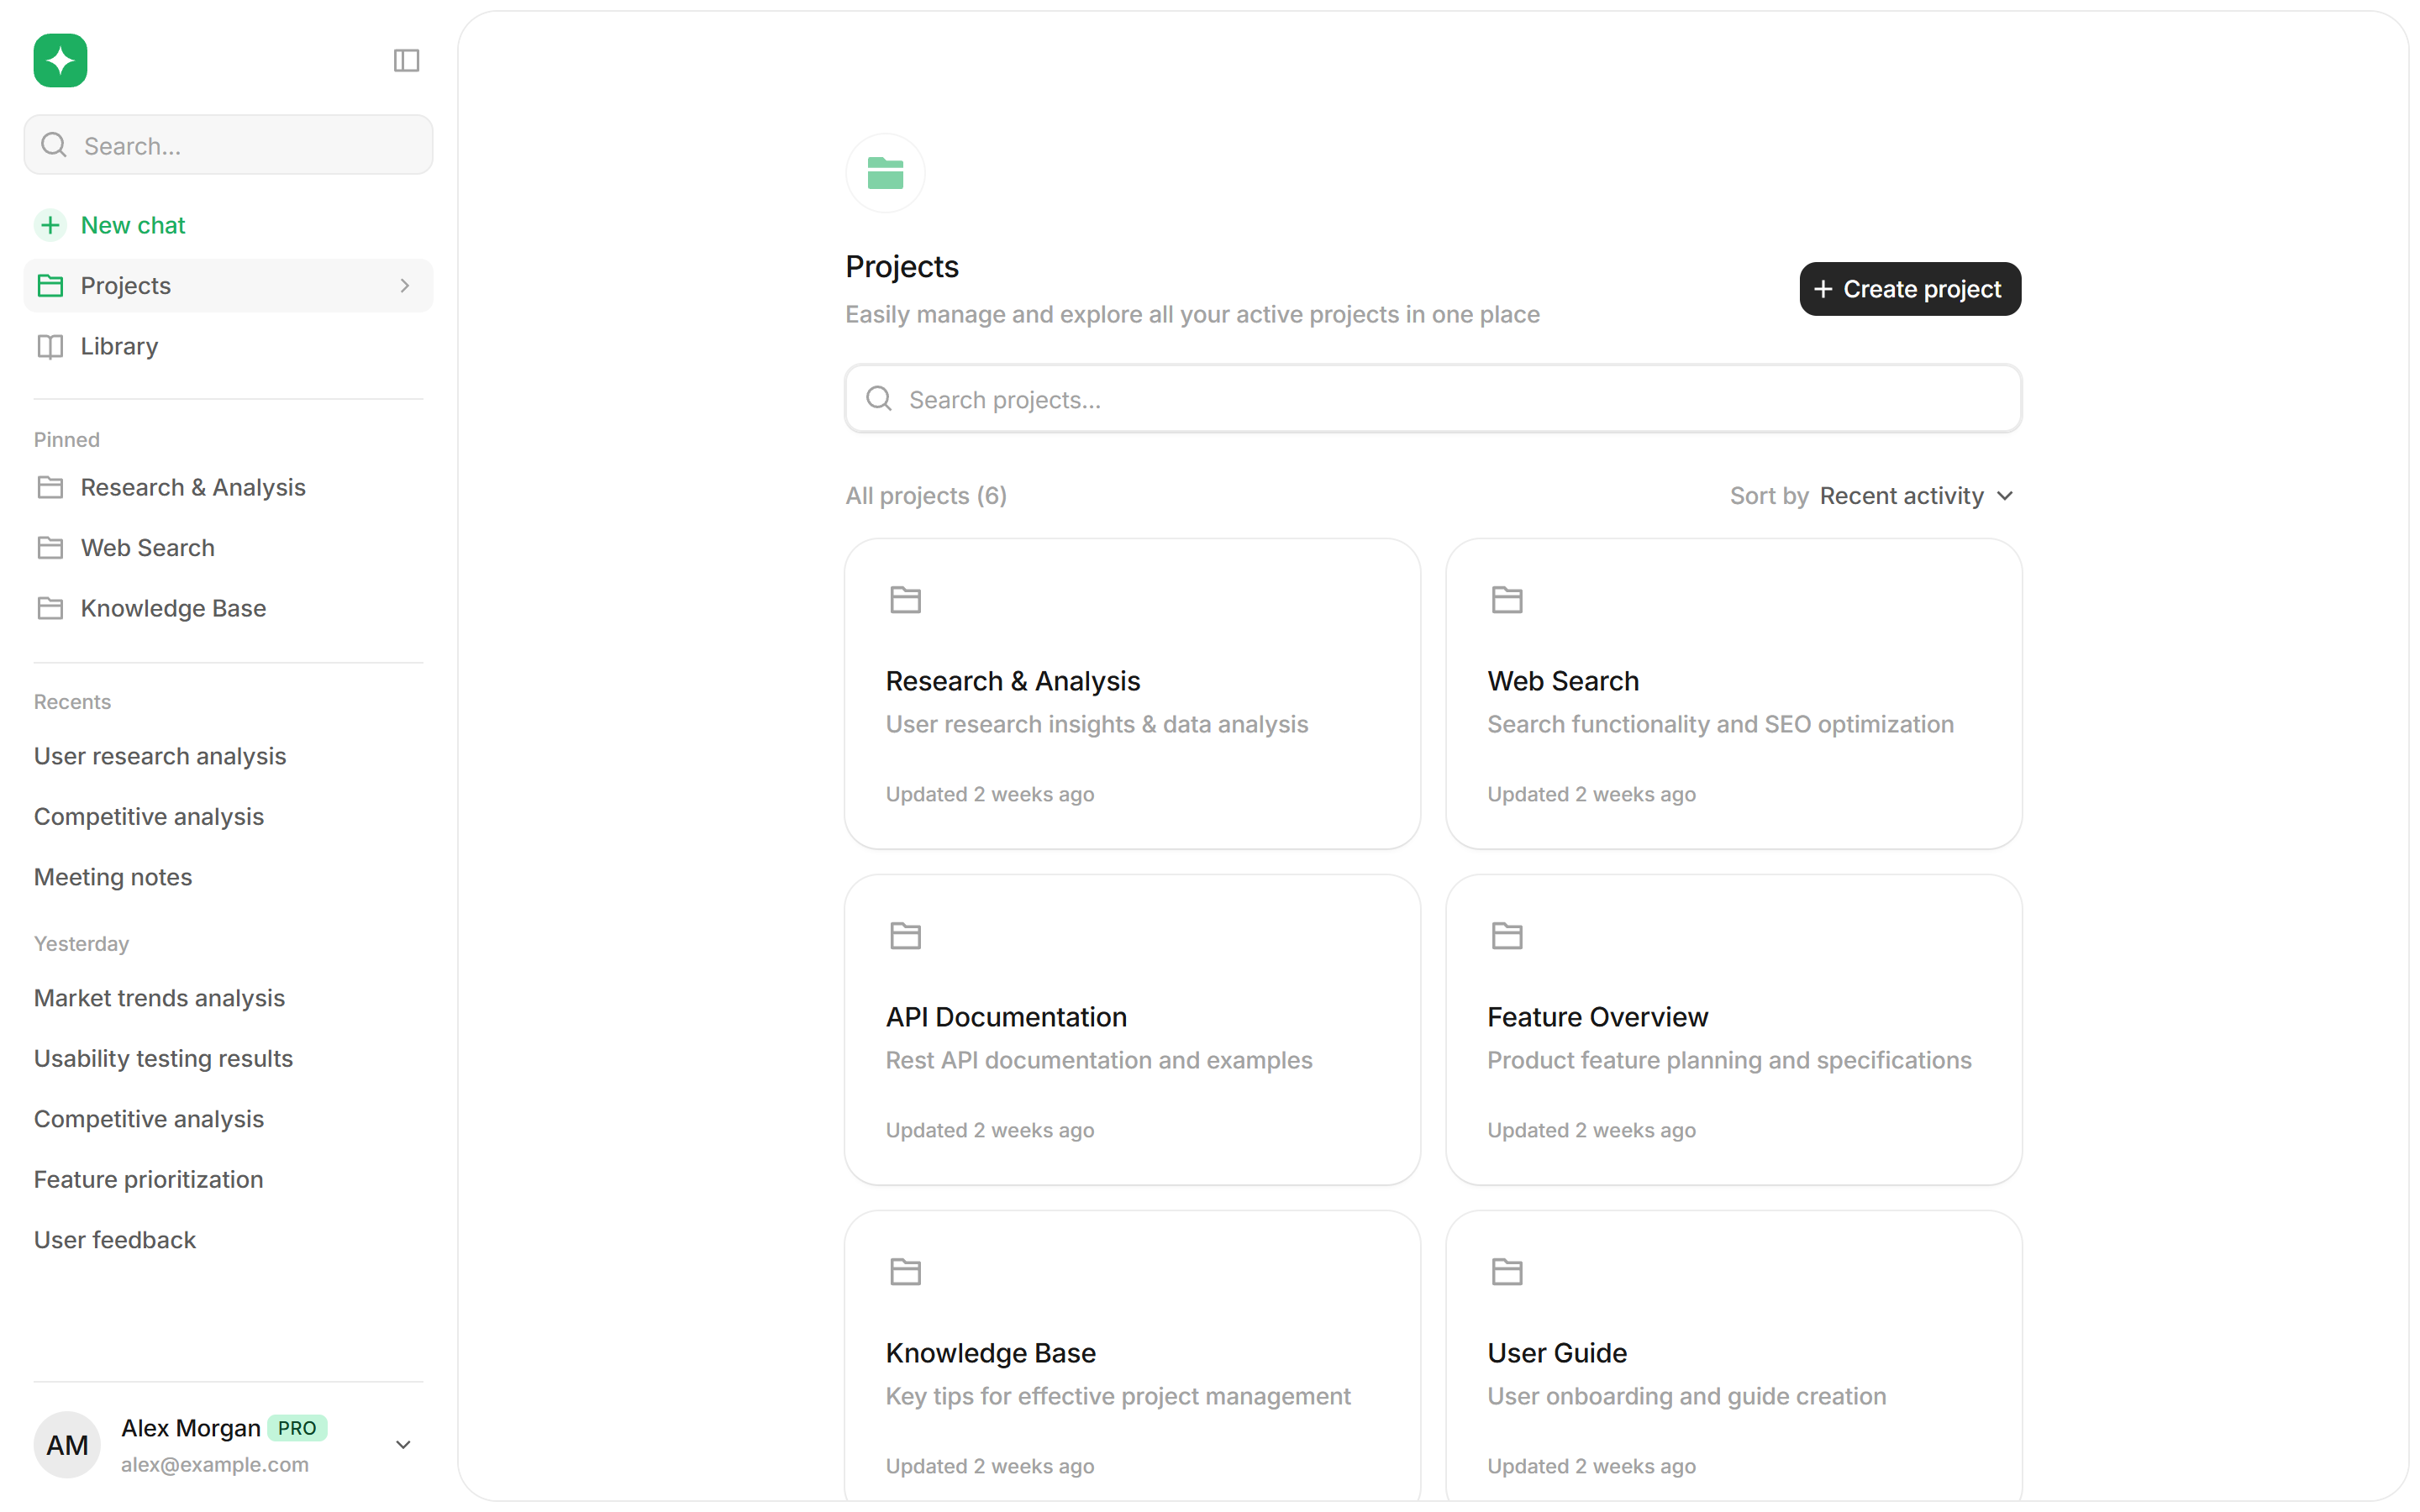 Search...
New chat
Projects
Library
Pinned
Research & Analysis
Web Search
Knowledge Base
Recents
User research analysis
Competitive analysis
Meeting notes
Yesterday
Market trends analysis
Usability testing results
Competitive analysis
Feature prioritization
User feedback
AM
Alex Morgan PRO
alex@example.com
Projects
Easily manage and explore all your active projects in one place
Create project
Search projects...
All projects (6)
Sort by Recent activity
Research & Analysis
User research insights & data analysis
Updated 2 weeks ago
Web Search
Search functionality and SEO optimization
Updated 2 weeks ago
API Documentation
Rest API documentation and examples
Updated 2 weeks ago
Feature Overview
Product feature planning and specifications
Updated 2 weeks ago
Knowledge Base
Key tips for effective project management
Updated 2 weeks ago
User Guide
User onboarding and guide creation
Updated 2 weeks ago